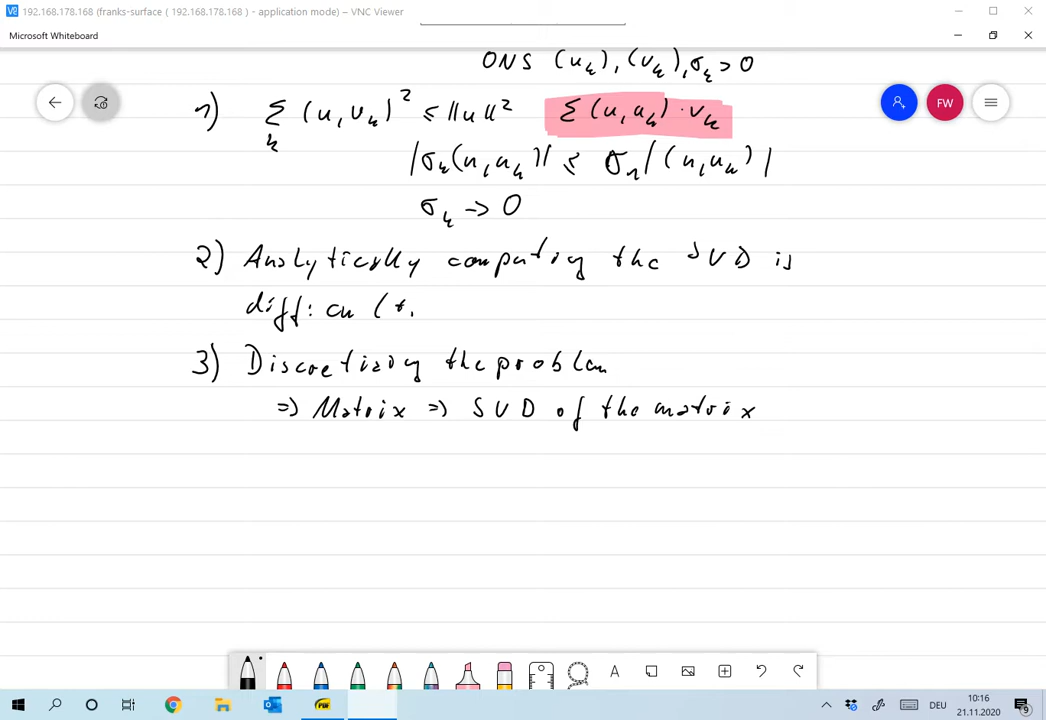 192.168.178.168 (franks-surface ( 192.168.178.168 ) - application mode) – VNC Viewer
Microsoft Whiteboard
ONS (u_k), (v_k), σ_k > 0
1) Σ_k (u, v_k)² ≤ ||u||² Σ (u, u_k) · v_k
|σ_k (u, u_k)| ≤ σ_1 |(u, u_k)|
σ_k → 0
2) Analytically computing the SVD is
difficult.
3) Discretizing the problem
⇒ Matrix ⇒ SVD of the matrix
FW
A
DEU
10:16
21.11.2020
9